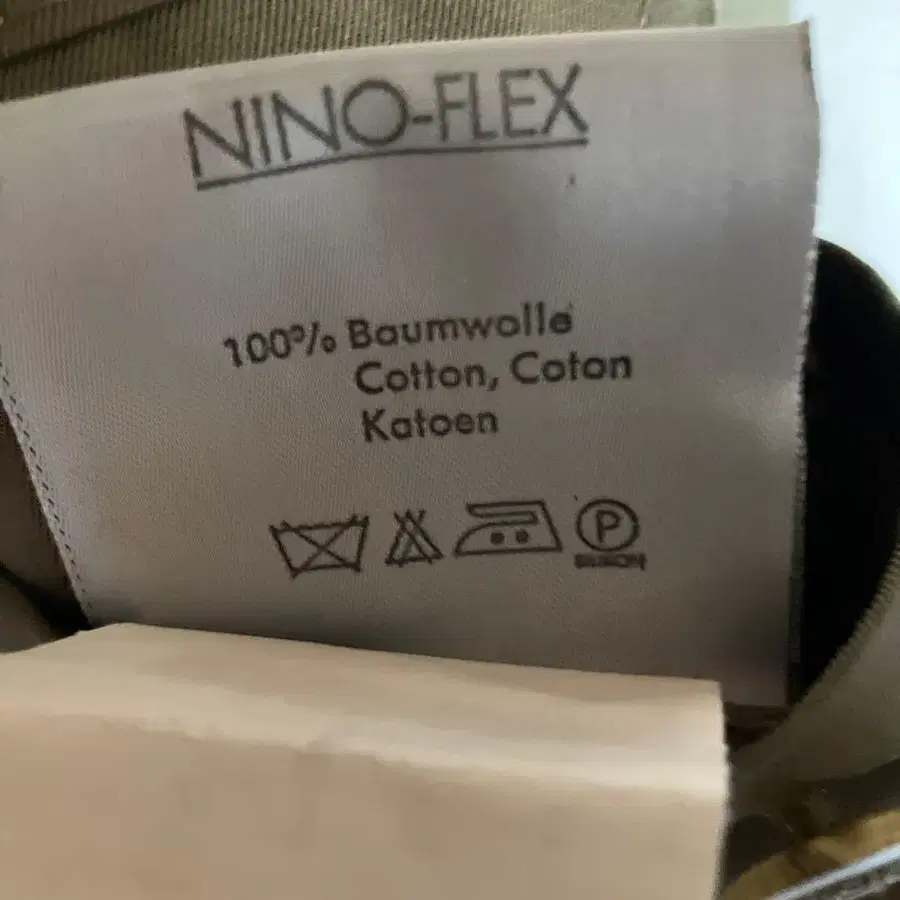 NINO-FLEX
100% Baumwolle
Cotton, Coton
Katoen
P